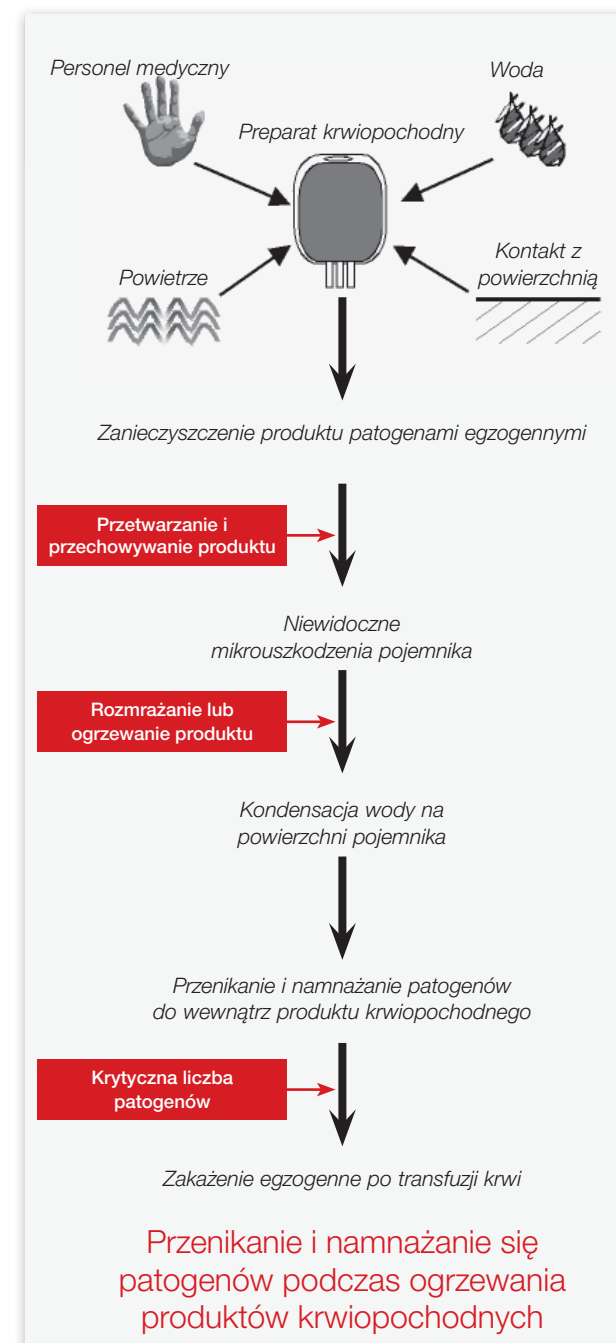 Personel medyczny
Woda
Preparat krwiopochodny
Powietrze
Kontakt z
powierzchnią
Zanieczyszczenie produktu patogenami egzogennymi
Przetwarzanie i
przechowywanie produktu
Niewidoczne
mikrouszkodzenia pojemnika
Rozmrażanie lub
ogrzewanie produktu
Kondensacja wody na
powierzchni pojemnika
Przenikanie i namnażanie patogenów
do wewnątrz produktu krwiopochodnego
Krytyczna liczba
patogenów
Zakażenie egzogenne po transfuzji krwi
Przenikanie i namnażanie się
patogenów podczas ogrzewania
produktów krwiopochodnych